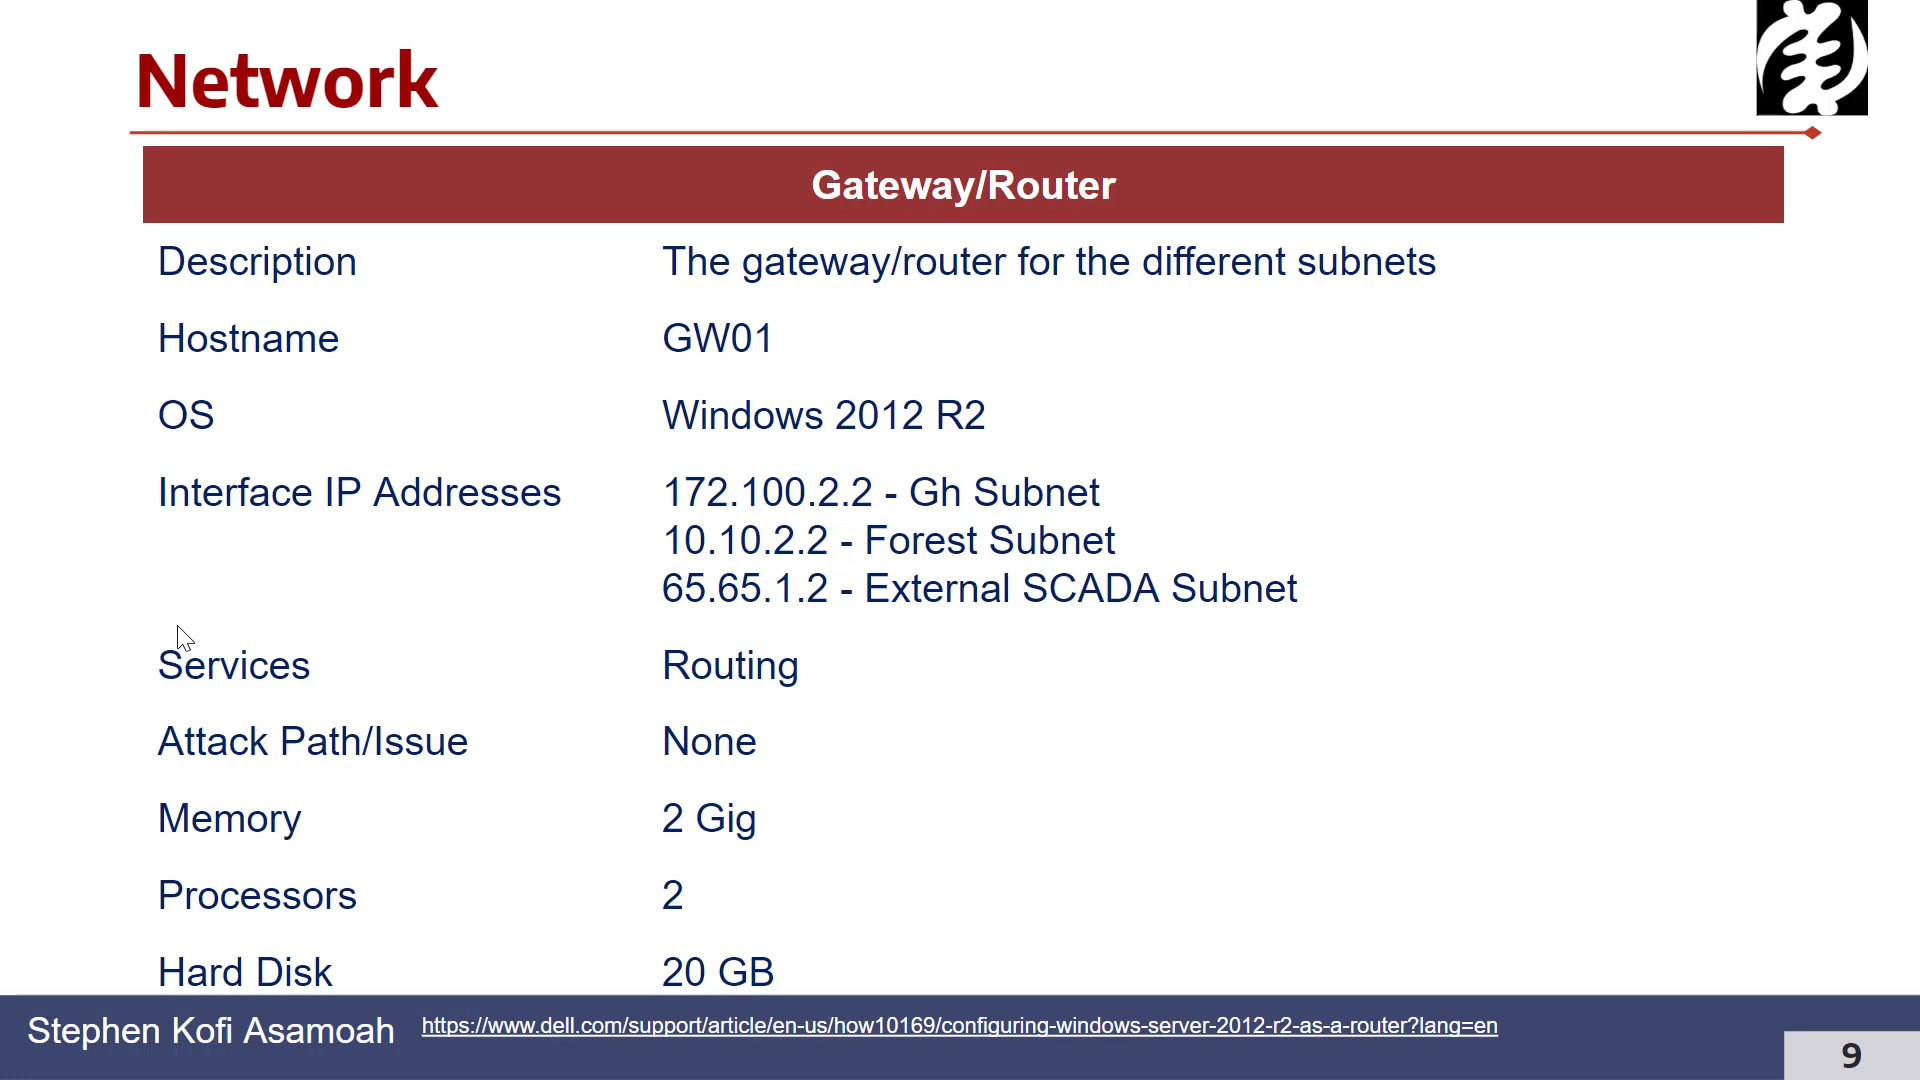 Network
Gateway/Router
Description The gateway/router for the different subnets
Hostname GW01
OS Windows 2012 R2
Interface IP Addresses 172.100.2.2 - Gh Subnet
10.10.2.2 - Forest Subnet
65.65.1.2 - External SCADA Subnet
Services Routing
Attack Path/Issue None
Memory 2 Gig
Processors 2
Hard Disk 20 GB
Stephen Kofi Asamoah https://www.dell.com/support/article/en-us/how10169/configuring-windows-server-2012-r2-as-a-router?lang=en
9